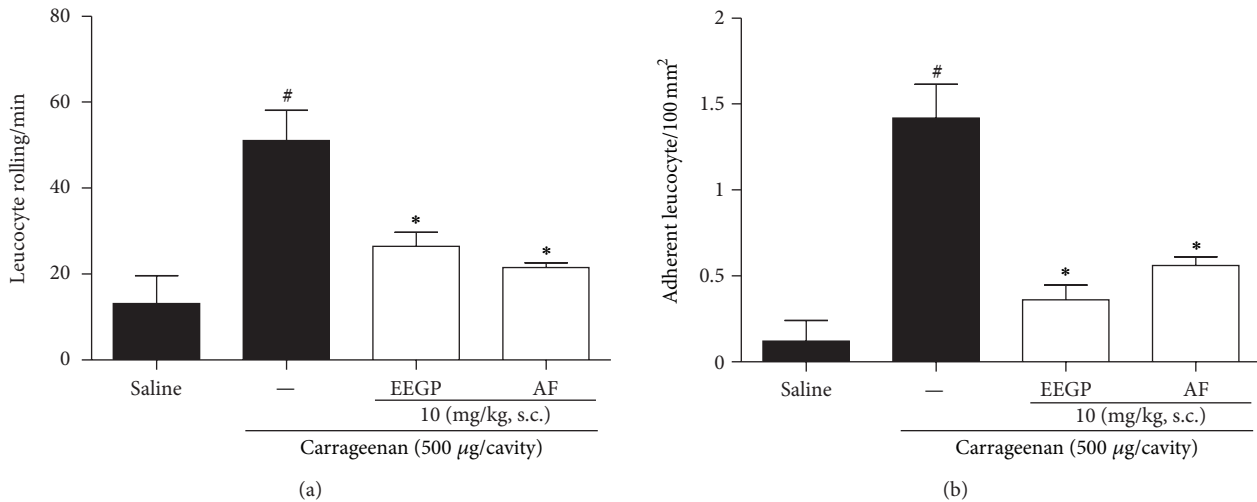 80
60
40
20
0
Leucocyte rolling/min
#
*
*
Saline
—
EEGP
AF
10 (mg/kg, s.c.)
Carrageenan (500 μg/cavity)
(a)
2
1.5
1
0.5
0
Adherent leucocyte/100 mm²
#
*
*
Saline
—
EEGP
AF
10 (mg/kg, s.c.)
Carrageenan (500 μg/cavity)
(b)